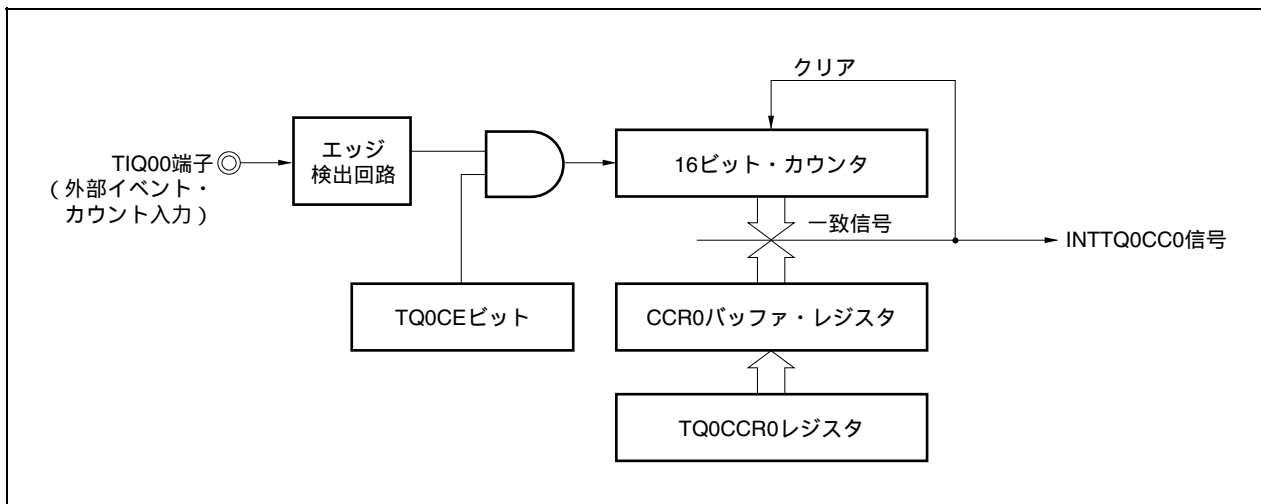 クリア
TIQ00端子
(外部イベント・
カウント入力)
エッジ
検出回路
16ビット・カウンタ
一致信号
INTTQ0CC0信号
TQ0CEビット
CCR0バッファ・レジスタ
TQ0CCR0レジスタ